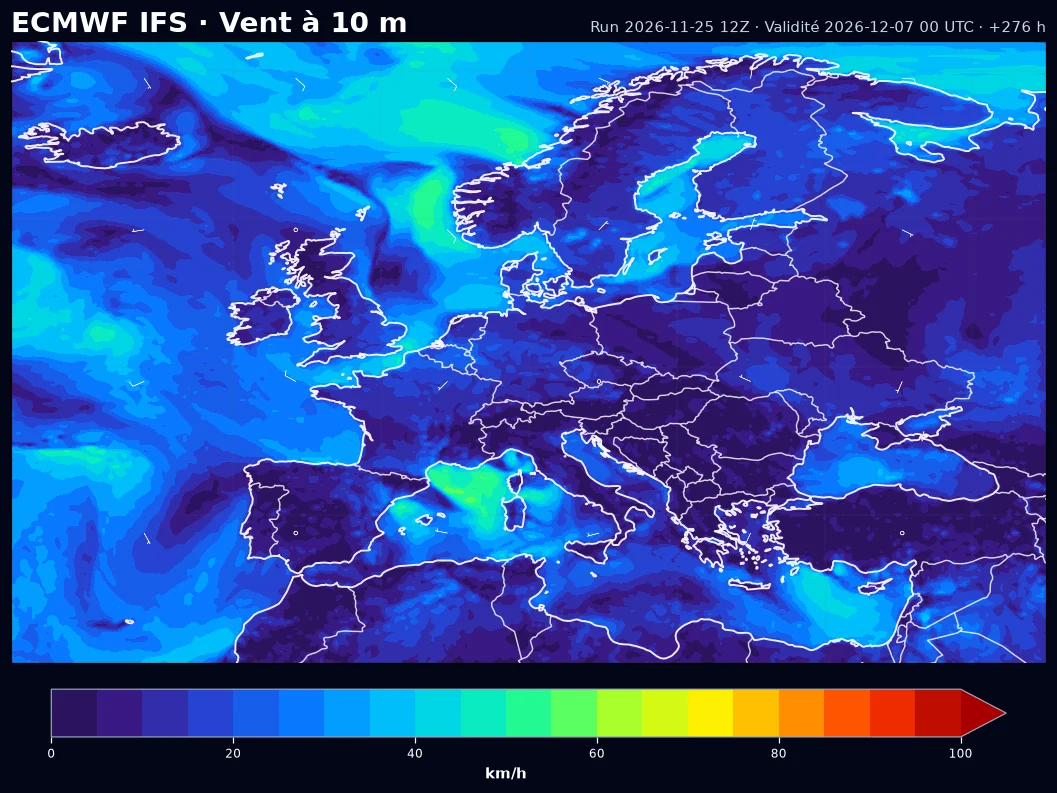 ECMWF IFS · Vent à 10 m
Run 2026-11-25 12Z · Validité 2026-12-07 00 UTC · +276 h
0 20 40 60 80 100
km/h